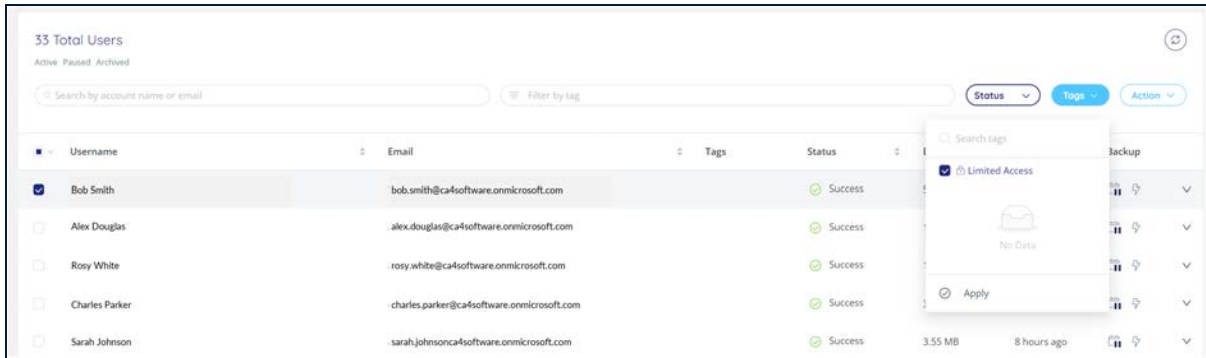 33 Total Users
Active Paused Archived
Search by account name or email
Filter by tag
Status
Tags
Action
Search tags
Username Email Tags Status Backup
Limited Access
Bob Smith bob.smith@ca4software.onmicrosoft.com Success
Alex Douglas alex.douglas@ca4software.onmicrosoft.com Success
No Data
Rosy White rosy.white@ca4software.onmicrosoft.com Success
Apply
Charles Parker charles.parker@ca4software.onmicrosoft.com Success
Sarah Johnson sarah.johnsonca4software.onmicrosoft.com Success 3.55 MB 8 hours ago